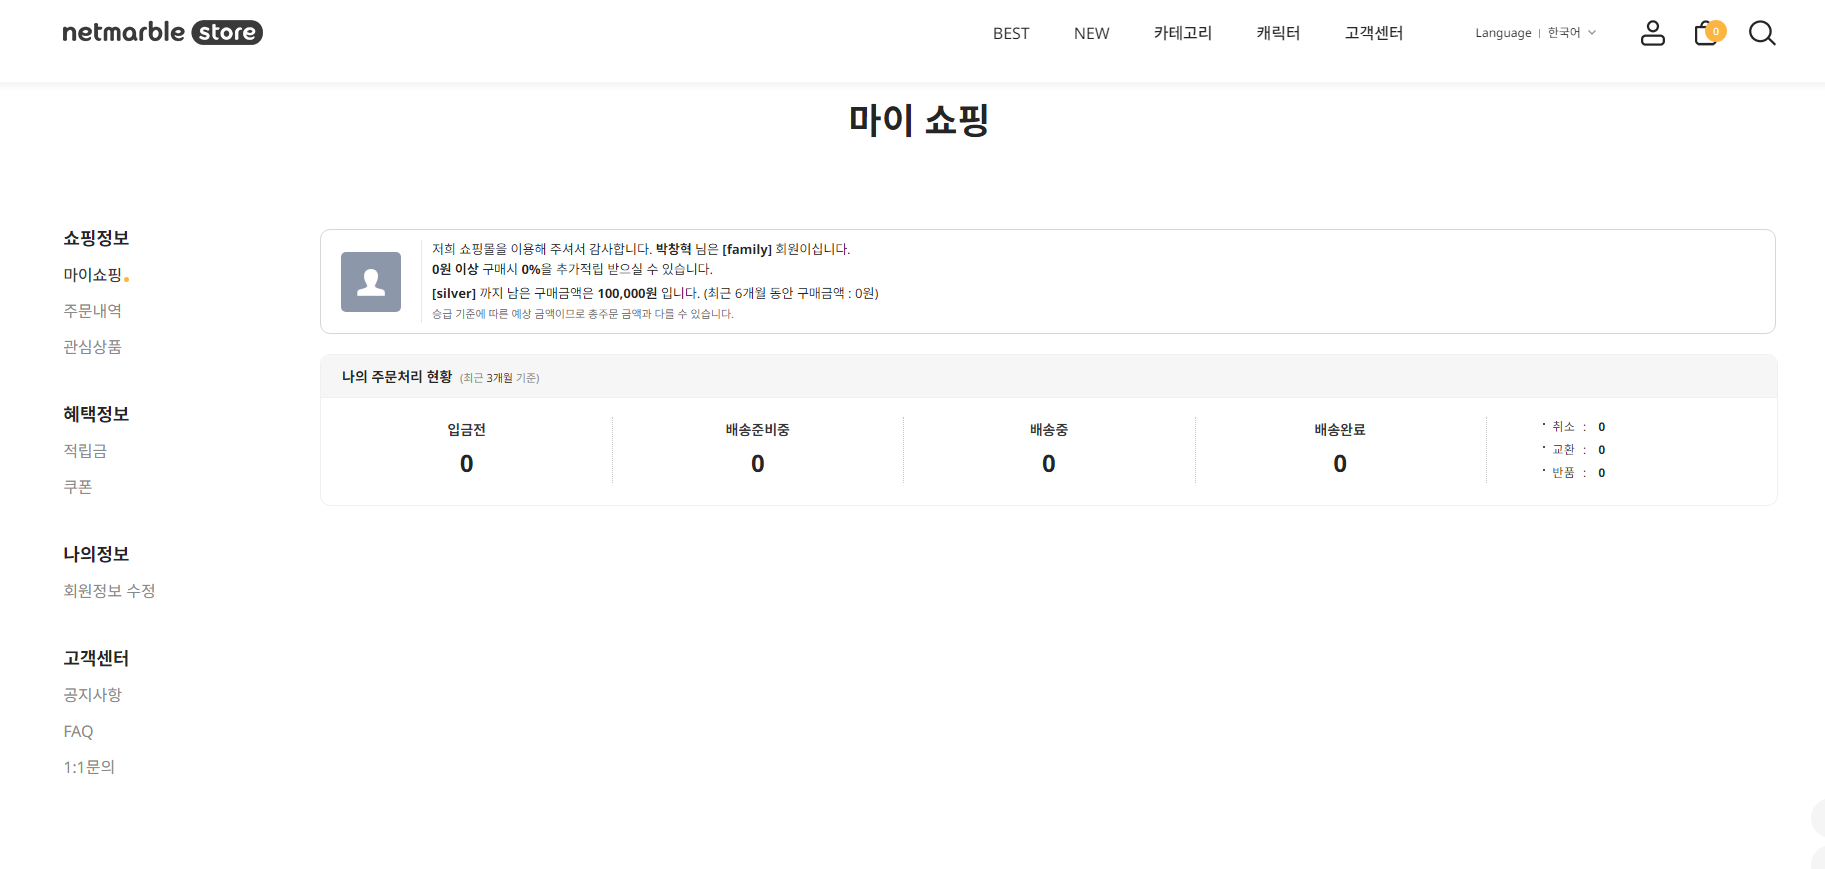 netmarble store
BEST
NEW
카테고리
캐릭터
고객센터
Language | 한국어
0
마이 쇼핑
쇼핑정보
마이쇼핑
주문내역
관심상품
혜택정보
적립금
쿠폰
나의정보
회원정보 수정
고객센터
공지사항
FAQ
1:1문의
저희 쇼핑몰을 이용해 주셔서 감사합니다. 박창혁 님은 [family] 회원이십니다.
0원 이상 구매시 0%을 추가적립 받으실 수 있습니다.
[silver] 까지 남은 구매금액은 100,000원 입니다. (최근 6개월 동안 구매금액 : 0원)
승급 기준에 따른 예상 금액이므로 총주문 금액과 다를 수 있습니다.
나의 주문처리 현황 (최근 3개월 기준)
입금전
0
배송준비중
0
배송중
0
배송완료
0
· 취소 : 0
· 교환 : 0
· 반품 : 0